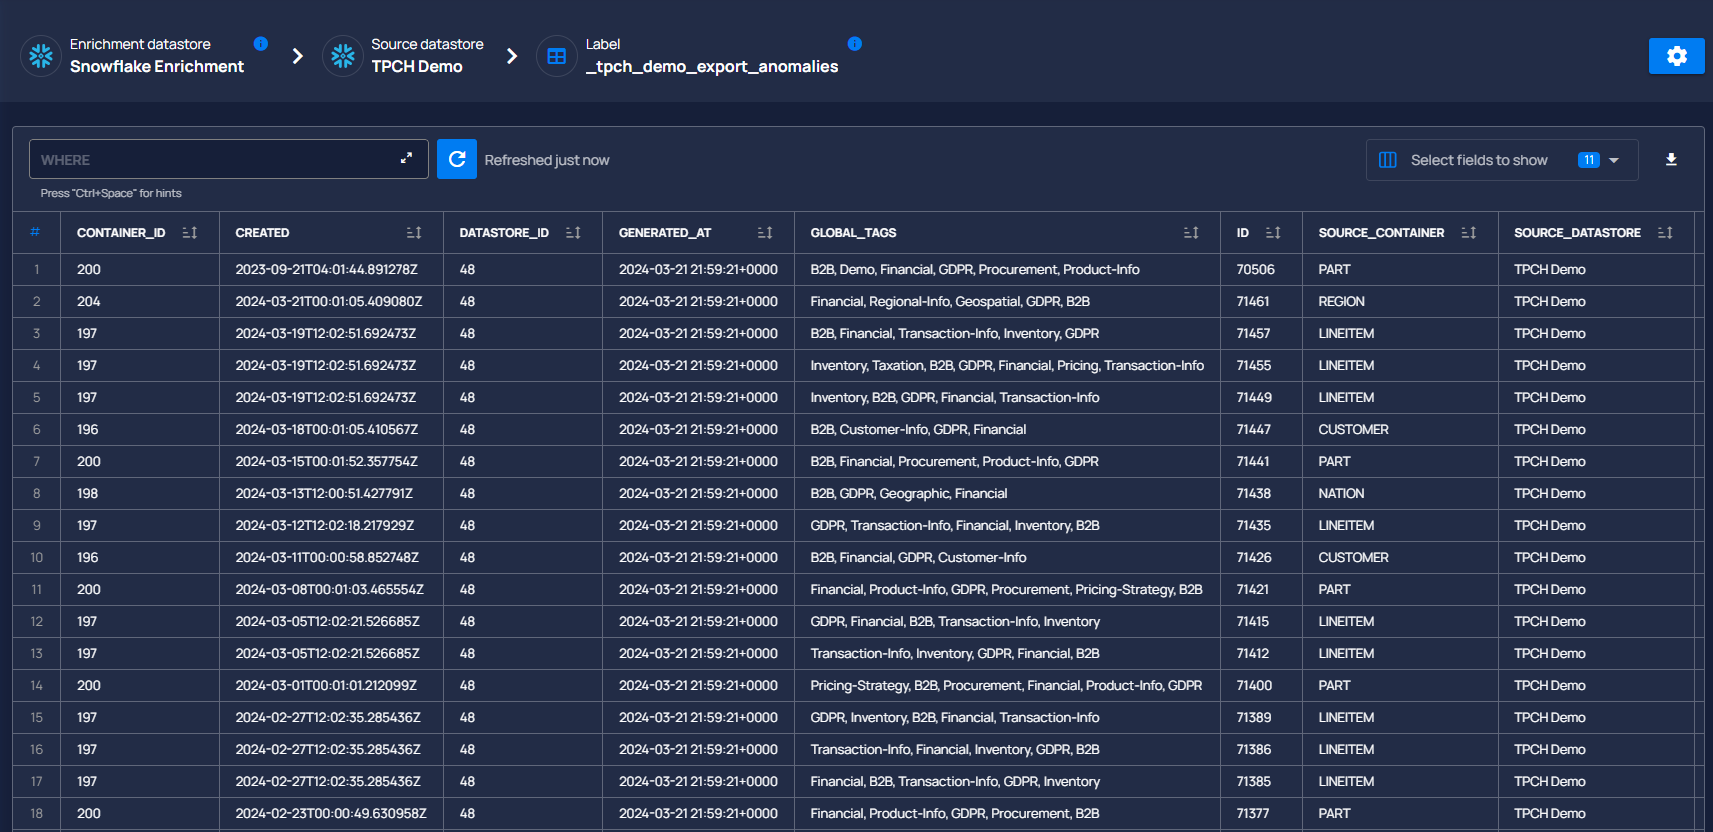 Enrichment datastore
Snowflake Enrichment
Source datastore
TPCH Demo
Label
_tpch_demo_export_anomalies
WHERE
Refreshed just now
Select fields to show 11
Press "Ctrl+Space" for hints
# CONTAINER_ID CREATED DATASTORE_ID GENERATED_AT GLOBAL_TAGS ID SOURCE_CONTAINER SOURCE_DATASTORE
1 200 2023-09-21T04:01:44.891278Z 48 2024-03-21 21:59:21+0000 B2B, Demo, Financial, GDPR, Procurement, Product-Info 70506 PART TPCH Demo
2 204 2024-03-21T00:01:05.409080Z 48 2024-03-21 21:59:21+0000 Financial, Regional-Info, Geospatial, GDPR, B2B 71461 REGION TPCH Demo
3 197 2024-03-19T12:02:51.692473Z 48 2024-03-21 21:59:21+0000 B2B, Financial, Transaction-Info, Inventory, GDPR 71457 LINEITEM TPCH Demo
4 197 2024-03-19T12:02:51.692473Z 48 2024-03-21 21:59:21+0000 Inventory, Taxation, B2B, GDPR, Financial, Pricing, Transaction-Info 71455 LINEITEM TPCH Demo
5 197 2024-03-19T12:02:51.692473Z 48 2024-03-21 21:59:21+0000 Inventory, B2B, GDPR, Financial, Transaction-Info 71449 LINEITEM TPCH Demo
6 196 2024-03-18T00:01:05.410567Z 48 2024-03-21 21:59:21+0000 B2B, Customer-Info, GDPR, Financial 71447 CUSTOMER TPCH Demo
7 200 2024-03-15T00:01:52.357754Z 48 2024-03-21 21:59:21+0000 B2B, Financial, Procurement, Product-Info, GDPR 71441 PART TPCH Demo
8 198 2024-03-13T12:00:51.427791Z 48 2024-03-21 21:59:21+0000 B2B, GDPR, Geographic, Financial 71438 NATION TPCH Demo
9 197 2024-03-12T12:02:18.217929Z 48 2024-03-21 21:59:21+0000 GDPR, Transaction-Info, Financial, Inventory, B2B 71435 LINEITEM TPCH Demo
10 196 2024-03-11T00:00:58.852748Z 48 2024-03-21 21:59:21+0000 B2B, Financial, GDPR, Customer-Info 71426 CUSTOMER TPCH Demo
11 200 2024-03-08T00:01:03.465554Z 48 2024-03-21 21:59:21+0000 Financial, Product-Info, GDPR, Procurement, Pricing-Strategy, B2B 71421 PART TPCH Demo
12 197 2024-03-05T12:02:21.526685Z 48 2024-03-21 21:59:21+0000 GDPR, Financial, B2B, Transaction-Info, Inventory 71415 LINEITEM TPCH Demo
13 197 2024-03-05T12:02:21.526685Z 48 2024-03-21 21:59:21+0000 Transaction-Info, Inventory, GDPR, Financial, B2B 71412 LINEITEM TPCH Demo
14 200 2024-03-01T00:01:01.212099Z 48 2024-03-21 21:59:21+0000 Pricing-Strategy, B2B, Procurement, Financial, Product-Info, GDPR 71400 PART TPCH Demo
15 197 2024-02-27T12:02:35.285436Z 48 2024-03-21 21:59:21+0000 GDPR, Inventory, B2B, Financial, Transaction-Info 71389 LINEITEM TPCH Demo
16 197 2024-02-27T12:02:35.285436Z 48 2024-03-21 21:59:21+0000 Transaction-Info, Financial, Inventory, GDPR, B2B 71386 LINEITEM TPCH Demo
17 197 2024-02-27T12:02:35.285436Z 48 2024-03-21 21:59:21+0000 Financial, B2B, Transaction-Info, GDPR, Inventory 71385 LINEITEM TPCH Demo
18 200 2024-02-23T00:00:49.630958Z 48 2024-03-21 21:59:21+0000 Financial, Product-Info, GDPR, Procurement, B2B 71377 PART TPCH Demo